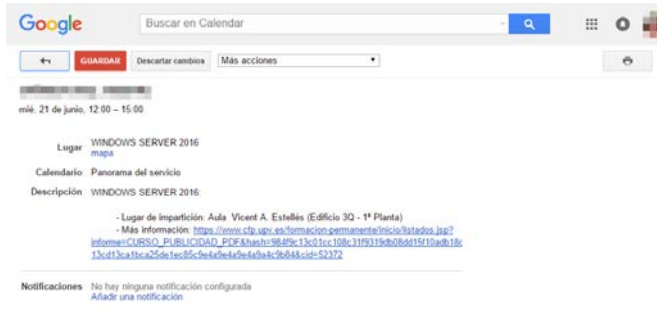 Google
Buscar en Calendar
GUARDAR Descartar cambios Más acciones
mié, 21 de junio, 12:00 – 15:00
Lugar WINDOWS SERVER 2016
mapa
Calendario Panorama del servicio
Descripción WINDOWS SERVER 2016:
- Lugar de impartición: Aula Vicent A. Estellés (Edificio 3Q - 1ª Planta)
- Más información: https://www.cfp.upv.es/formacion-permanente/inicio/listados.jsp?
informe=CURSO_PUBLICIDAD_PDF&hash=984f9c13c01cc108c31f9319db08dd15f10adb18c
13cd13ca1bca25de1ec85c9e4a9e4a9e4a9a4c9b84&cid=52372
Notificaciones No hay ninguna notificación configurada
Añadir una notificación